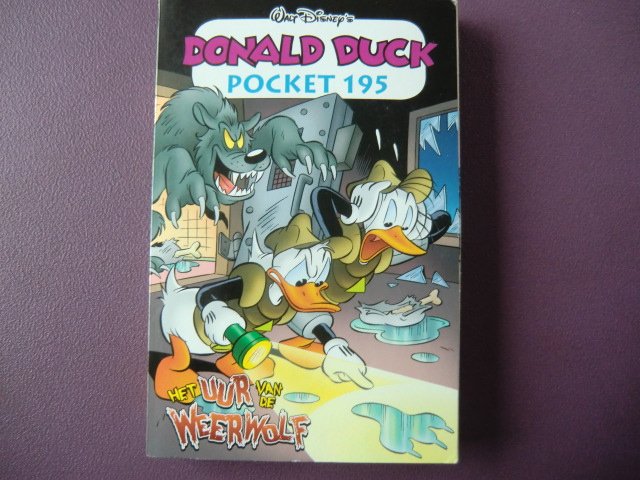 Walt Disney's
DONALD DUCK
POCKET 195
HET UUR VAN DE
WEERWOLF